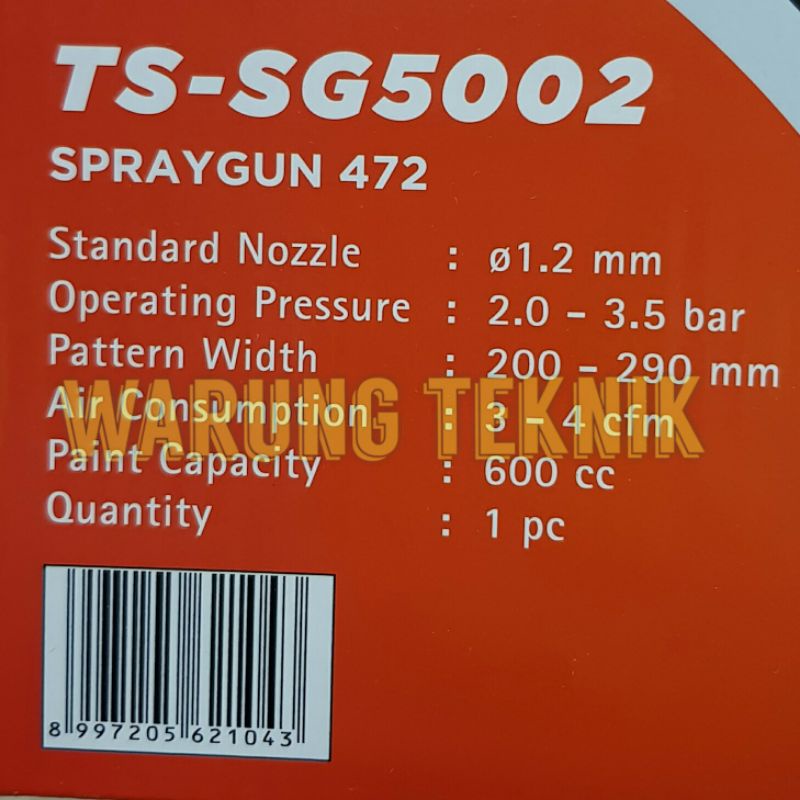 TS-SG5002
SPRAYGUN 472
Standard Nozzle : ø1.2 mm
Operating Pressure : 2.0 - 3.5 bar
Pattern Width : 200 - 290 mm
WARUNG TEKNIK
Air Consumption : 3 - 4 cfm
Paint Capacity : 600 cc
Quantity : 1 pc
8 997205 621043